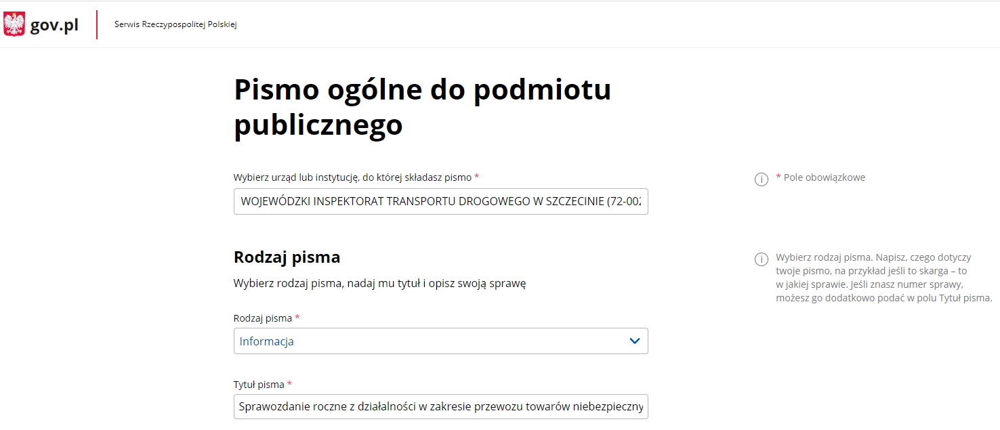 gov.pl
Serwis Rzeczypospolitej Polskiej
Pismo ogólne do podmiotu
publicznego
Wybierz urząd lub instytucję, do której składasz pismo *
* Pole obowiązkowe
WOJEWÓDZKI INSPEKTORAT TRANSPORTU DROGOWEGO W SZCZECINIE (72-002
Rodzaj pisma
Wybierz rodzaj pisma, nadaj mu tytuł i opisz swoją sprawę
Wybierz rodzaj pisma. Napisz, czego dotyczy
twoje pismo, na przykład jeśli to skarga – to
w jakiej sprawie. Jeśli znasz numer sprawy,
możesz go dodatkowo podać w polu Tytuł pisma.
Rodzaj pisma *
Informacja
Tytuł pisma *
Sprawozdanie roczne z działalności w zakresie przewozu towarów niebezpieczny